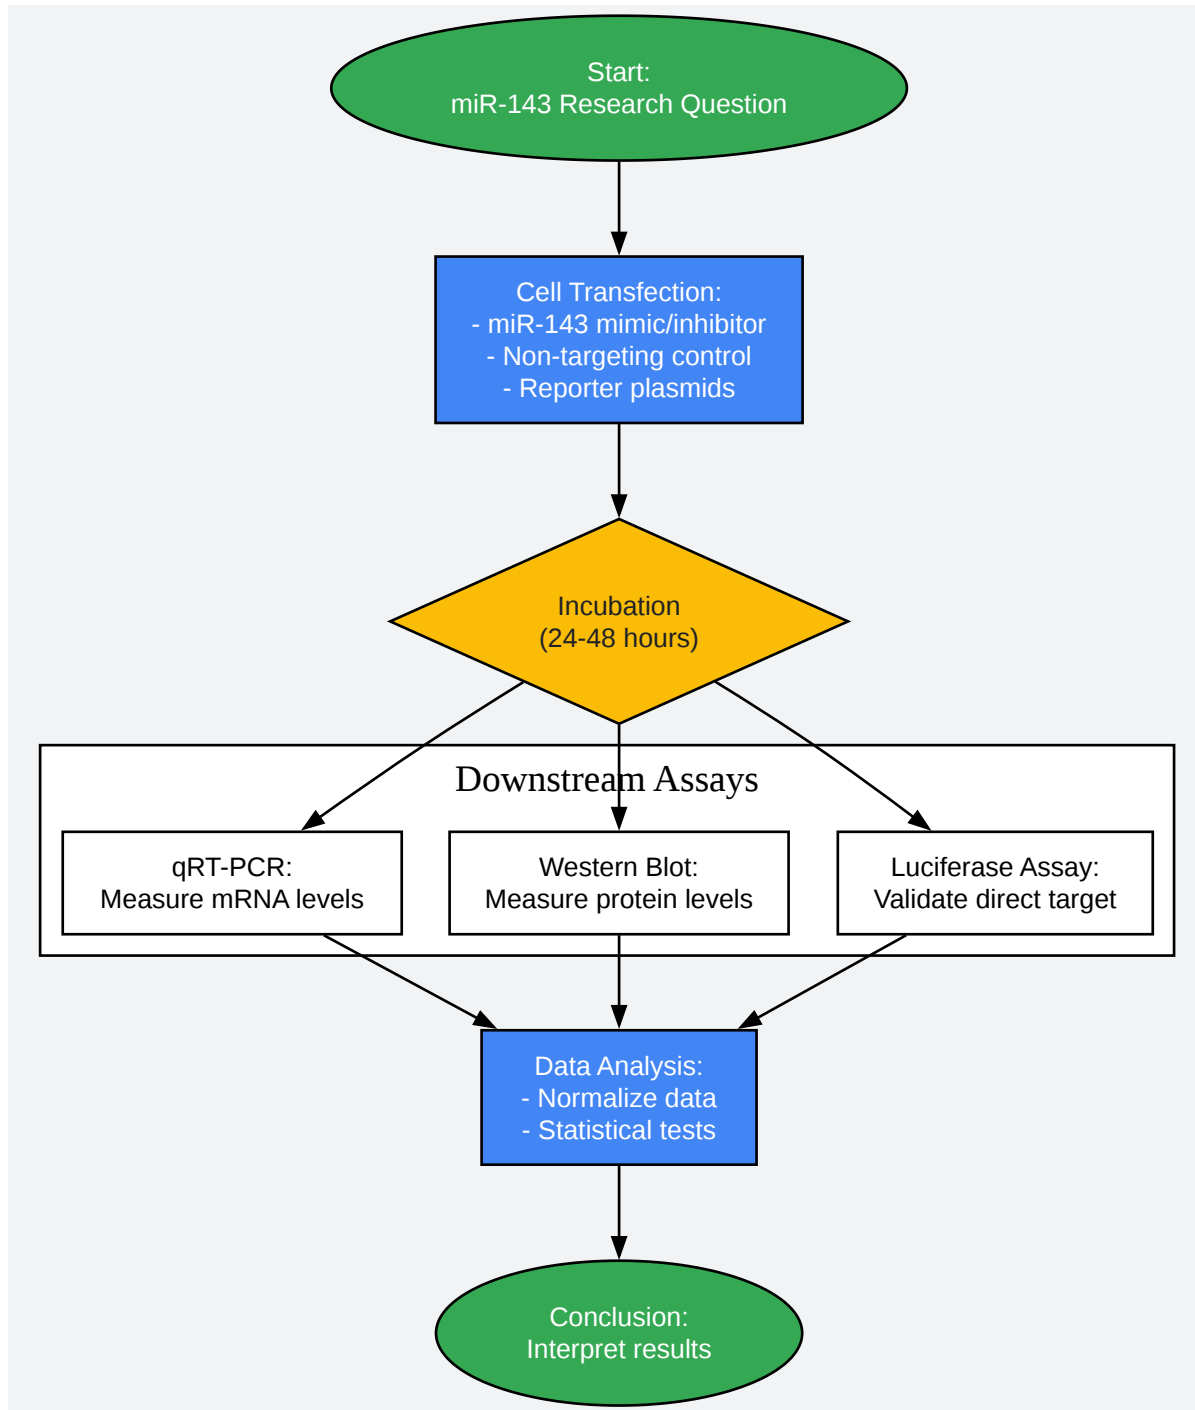 Start:
miR-143 Research Question
Cell Transfection:
- miR-143 mimic/inhibitor
- Non-targeting control
- Reporter plasmids
Incubation
(24-48 hours)
Downstream Assays
qRT-PCR:
Measure mRNA levels
Western Blot:
Measure protein levels
Luciferase Assay:
Validate direct target
Data Analysis:
- Normalize data
- Statistical tests
Conclusion:
Interpret results